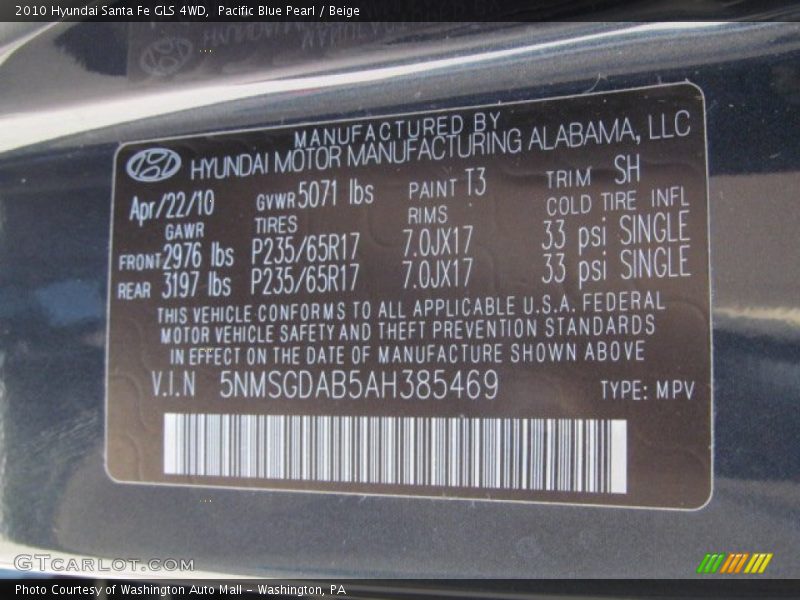 2010 Hyundai Santa Fe GLS 4WD, Pacific Blue Pearl / Beige
MANUFACTURED BY
HYUNDAI MOTOR MANUFACTURING ALABAMA, LLC
Apr/22/10 GVWR 5071 lbs PAINT T3 TRIM SH
GAWR TIRES RIMS COLD TIRE INFL
FRONT 2976 lbs P235/65R17 7.0JX17 33 psi SINGLE
REAR 3197 lbs P235/65R17 7.0JX17 33 psi SINGLE
THIS VEHICLE CONFORMS TO ALL APPLICABLE U.S.A. FEDERAL
MOTOR VEHICLE SAFETY AND THEFT PREVENTION STANDARDS
IN EFFECT ON THE DATE OF MANUFACTURE SHOWN ABOVE
V.I.N 5NMSGDAB5AH385469 TYPE: MPV
GTCARLOT.COM
Photo Courtesy of Washington Auto Mall - Washington, PA